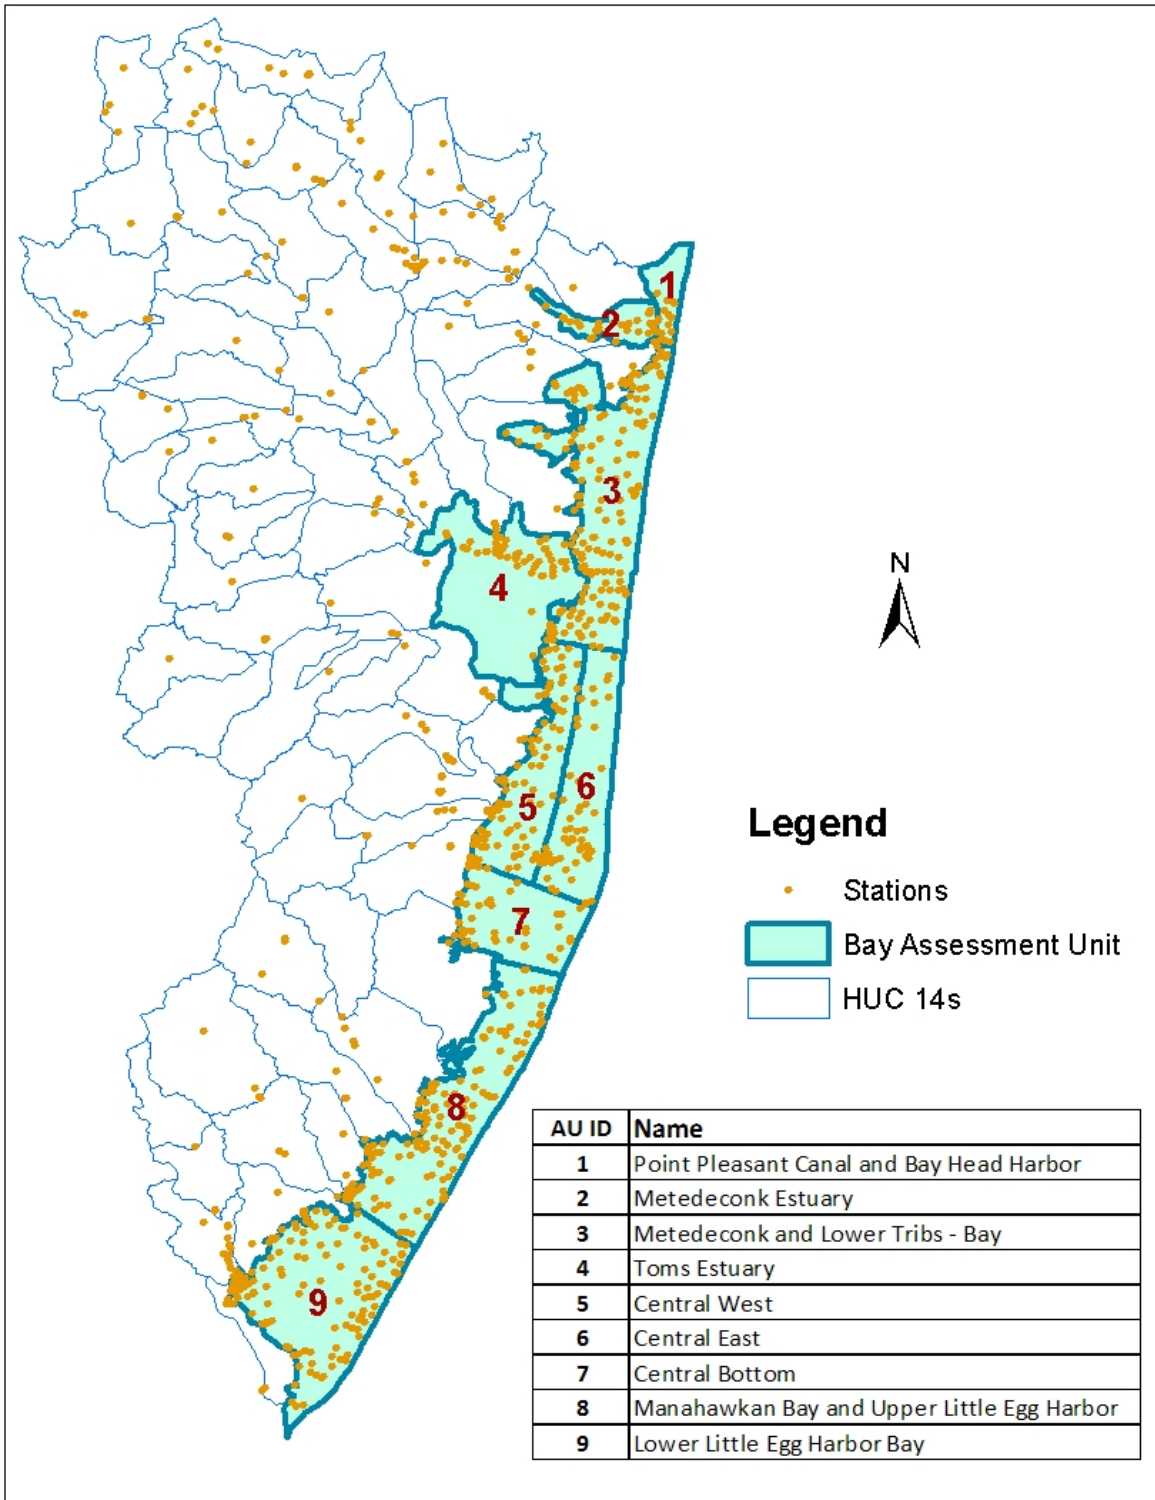 1
2
3
4
5
6
7
8
9
N
Legend
Stations
Bay Assessment Unit
HUC 14s
AU ID Name
1 Point Pleasant Canal and Bay Head Harbor
2 Metedeconk Estuary
3 Metedeconk and Lower Tribs - Bay
4 Toms Estuary
5 Central West
6 Central East
7 Central Bottom
8 Manahawkan Bay and Upper Little Egg Harbor
9 Lower Little Egg Harbor Bay